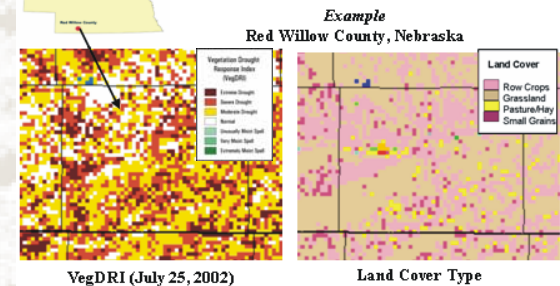 Red Willow County
Example
Red Willow County, Nebraska
Vegetation Drought
Response Index
(VegDRI)
Extreme Drought
Severe Drought
Moderate Drought
Normal
Unusually Moist Spell
Very Moist Spell
Extremely Moist Spell
Land Cover
Row Crops
Grassland
Pasture/Hay
Small Grains
VegDRI (July 25, 2002)
Land Cover Type